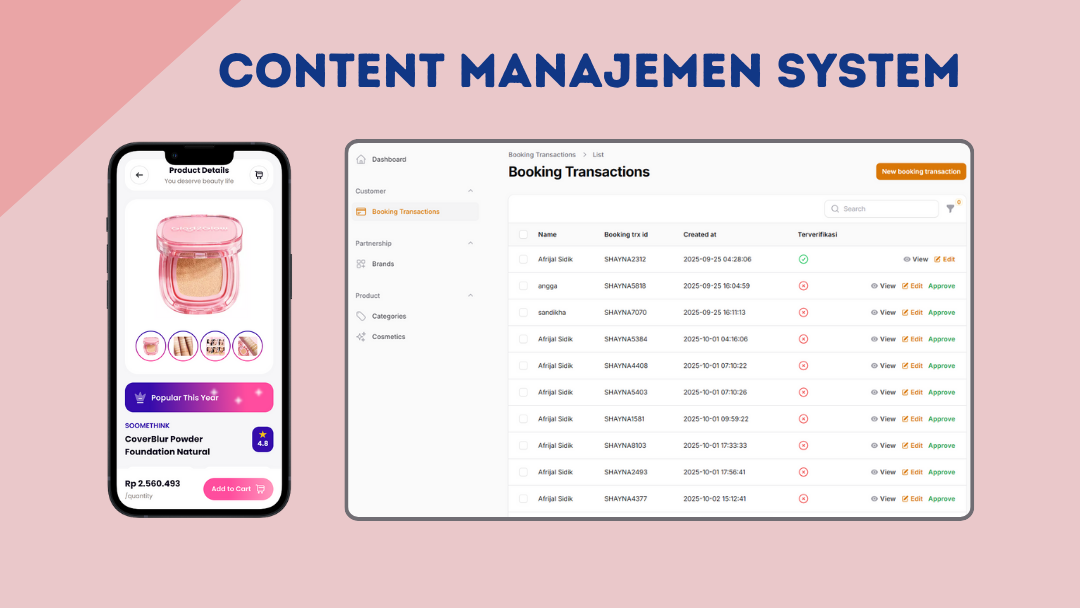 CONTENT MANAJEMEN SYSTEM
Product Details
You deserve beauty life
Popular This Year
SOOMETHINK
CoverBlur Powder
Foundation Natural
4.8
Rp 2.560.493
/quantity
Add to Cart
Dashboard
Customer
Booking Transactions
Partnership
Brands
Product
Categories
Cosmetics
Booking Transactions > List
Booking Transactions
New booking transaction
Search
0
Name Booking trx id Created at Terverifikasi
Afrijal Sidik SHAYNA2312 2025-09-25 04:28:06 View Edit
angga SHAYNA5818 2025-09-25 16:04:59 View Edit Approve
sandikha SHAYNA7070 2025-09-25 16:11:13 View Edit Approve
Afrijal Sidik SHAYNA5384 2025-10-01 04:16:06 View Edit Approve
Afrijal Sidik SHAYNA4408 2025-10-01 07:10:22 View Edit Approve
Afrijal Sidik SHAYNA5403 2025-10-01 07:10:26 View Edit Approve
Afrijal Sidik SHAYNA1581 2025-10-01 09:59:22 View Edit Approve
Afrijal Sidik SHAYNA8103 2025-10-01 17:33:33 View Edit Approve
Afrijal Sidik SHAYNA2493 2025-10-01 17:56:41 View Edit Approve
Afrijal Sidik SHAYNA4377 2025-10-02 15:12:41 View Edit Approve